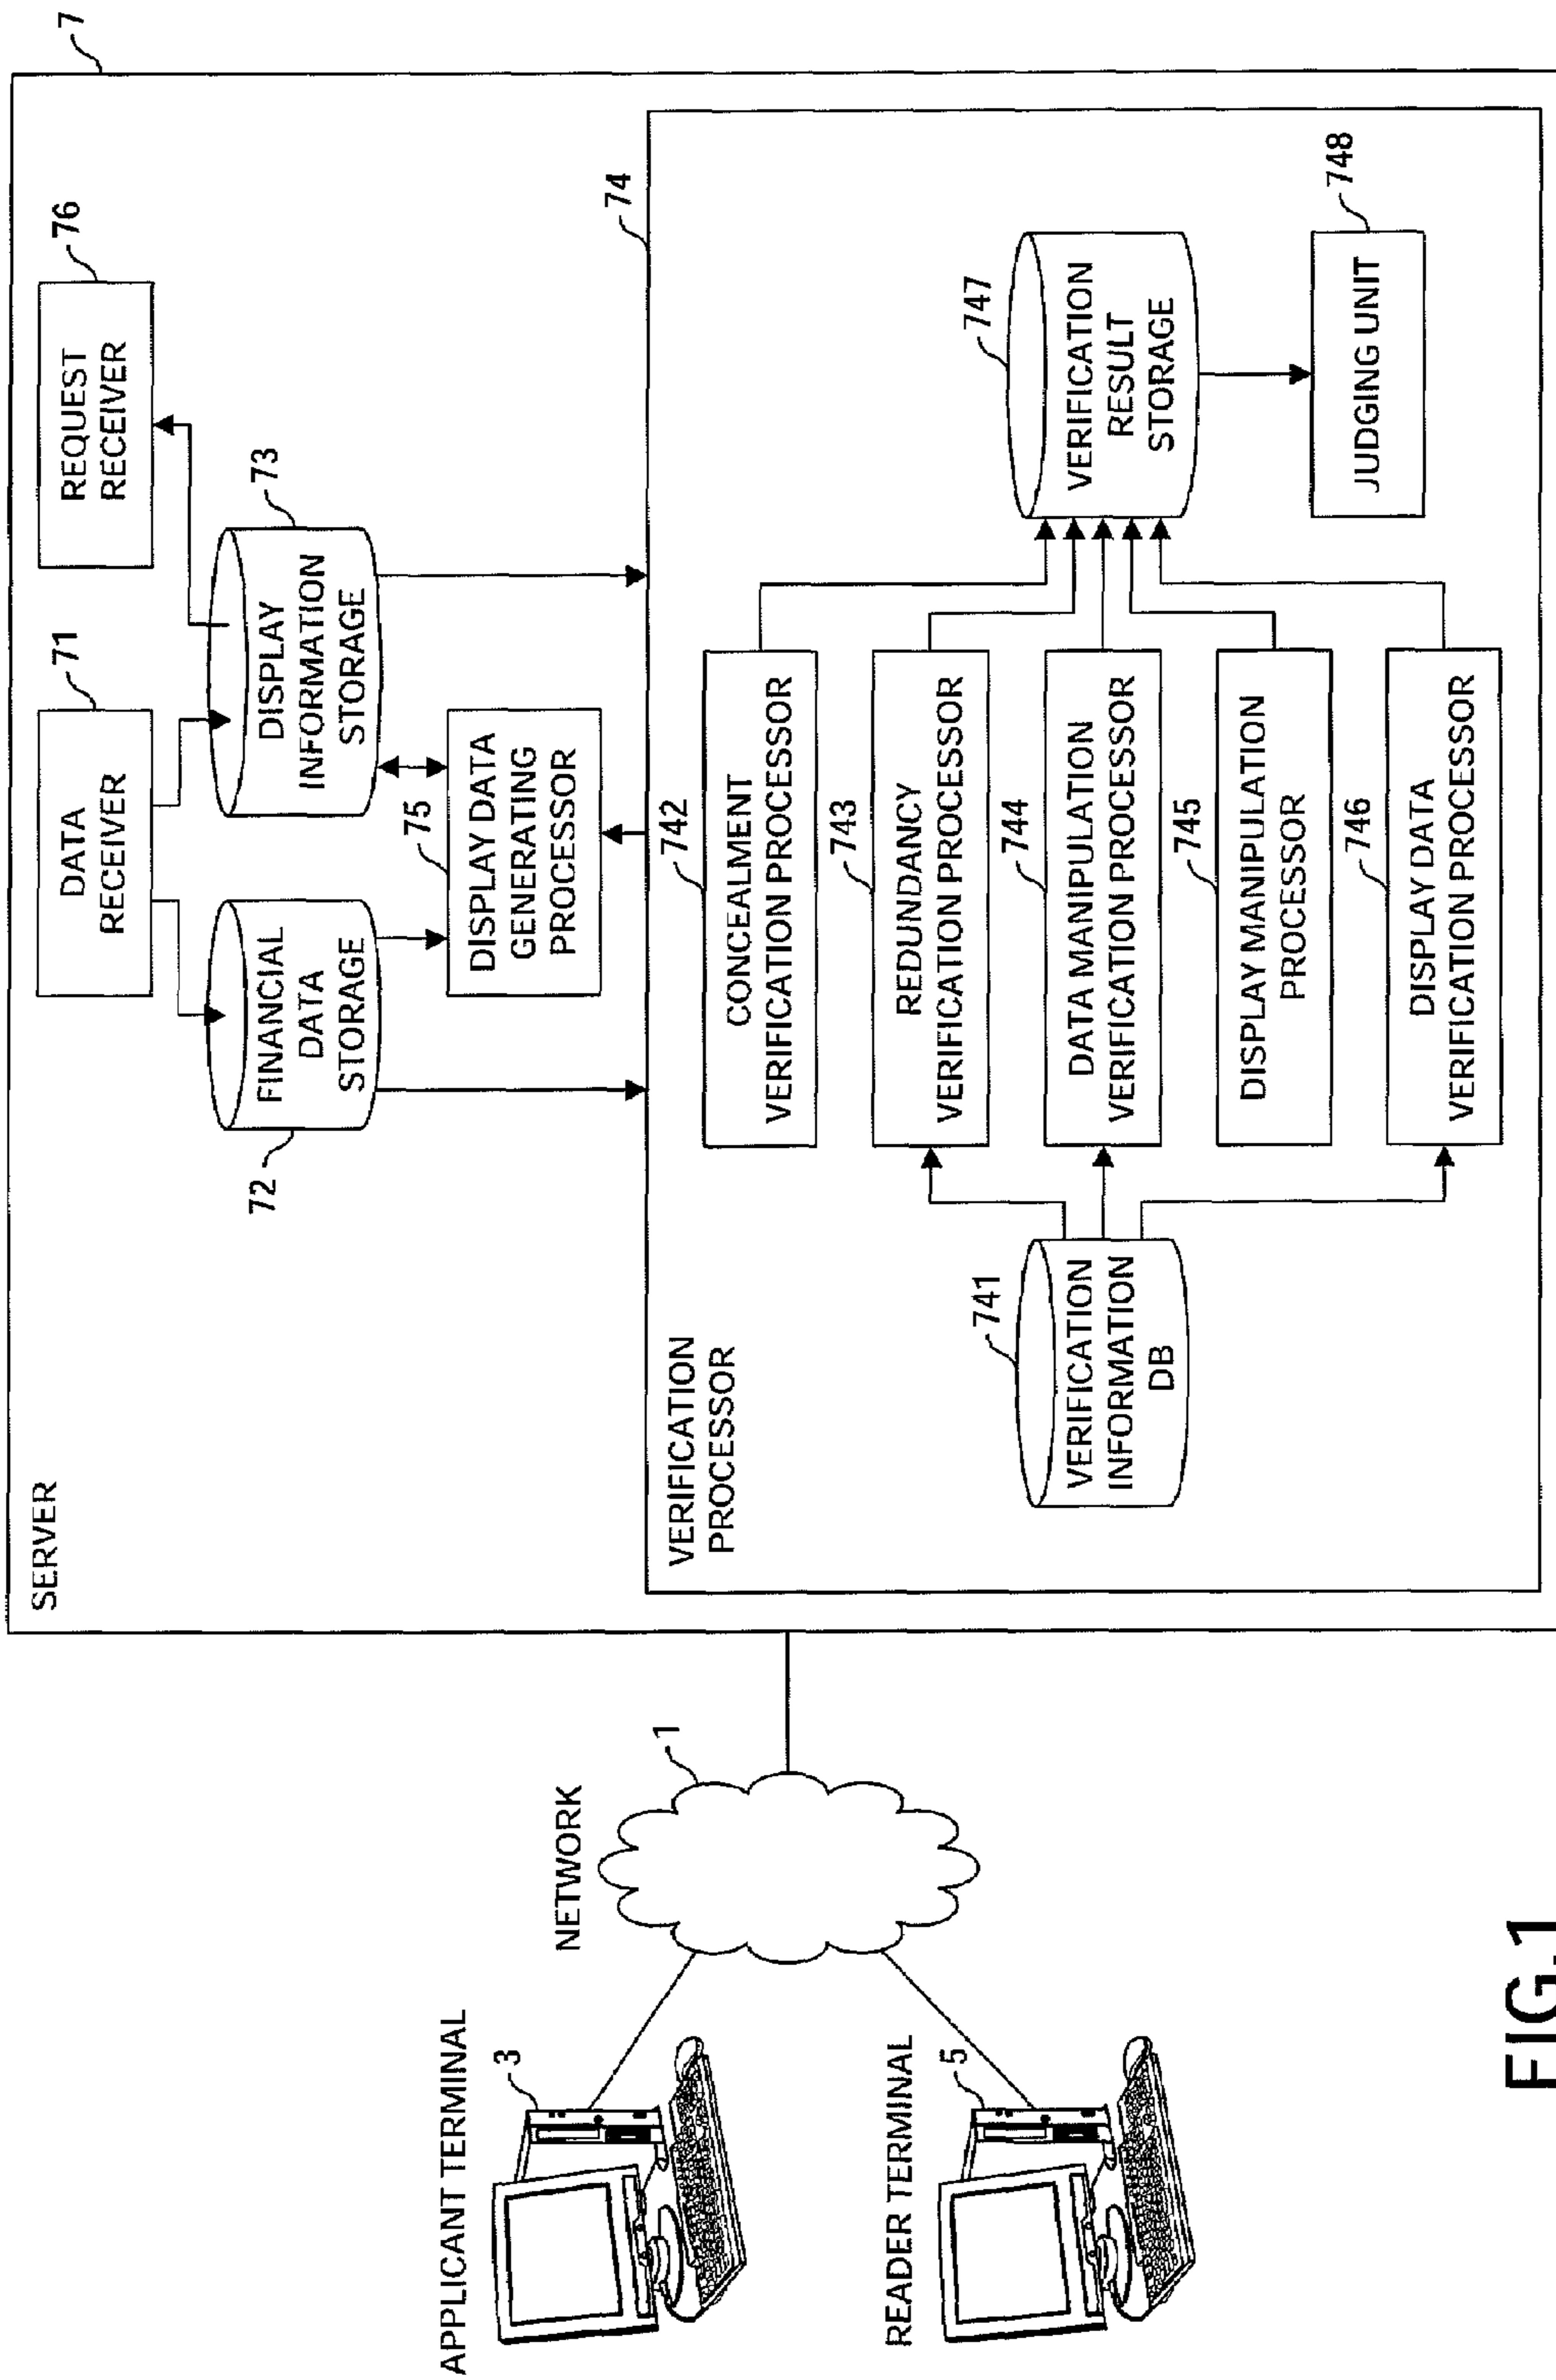 SERVER
7
DATA
RECEIVER
71
REQUEST
RECEIVER
76
FINANCIAL
DATA
STORAGE
72
DISPLAY
INFORMATION
STORAGE
73
75
DISPLAY DATA
GENERATING
PROCESSOR
74
VERIFICATION
PROCESSOR
742
CONCEALMENT
VERIFICATION PROCESSOR
743
REDUNDANCY
VERIFICATION PROCESSOR
744
DATA MANIPULATION
VERIFICATION PROCESSOR
745
DISPLAY MANIPULATION
PROCESSOR
746
DISPLAY DATA
VERIFICATION PROCESSOR
741
VERIFICATION
INFORMATION
DB
747
VERIFICATION
RESULT
STORAGE
748
JUDGING UNIT
NETWORK
1
APPLICANT TERMINAL
3
READER TERMINAL
5
FIG.1